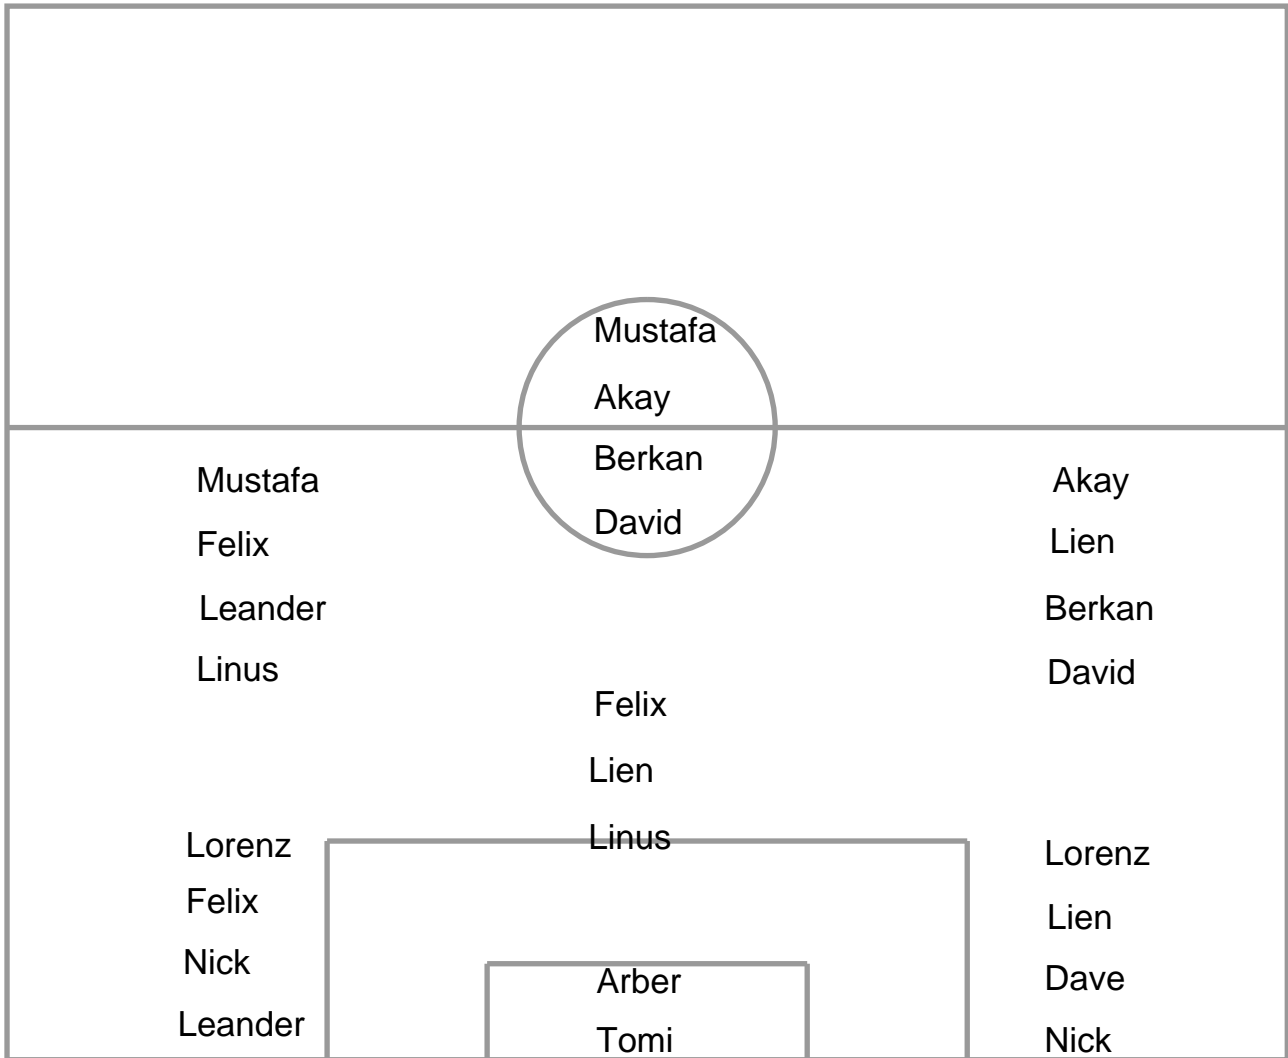 Mustafa
Akay
Berkan
David
Mustafa
Felix
Leander
Linus
Akay
Lien
Berkan
David
Felix
Lien
Linus
Lorenz
Felix
Nick
Leander
Arber
Tomi
Lorenz
Lien
Dave
Nick